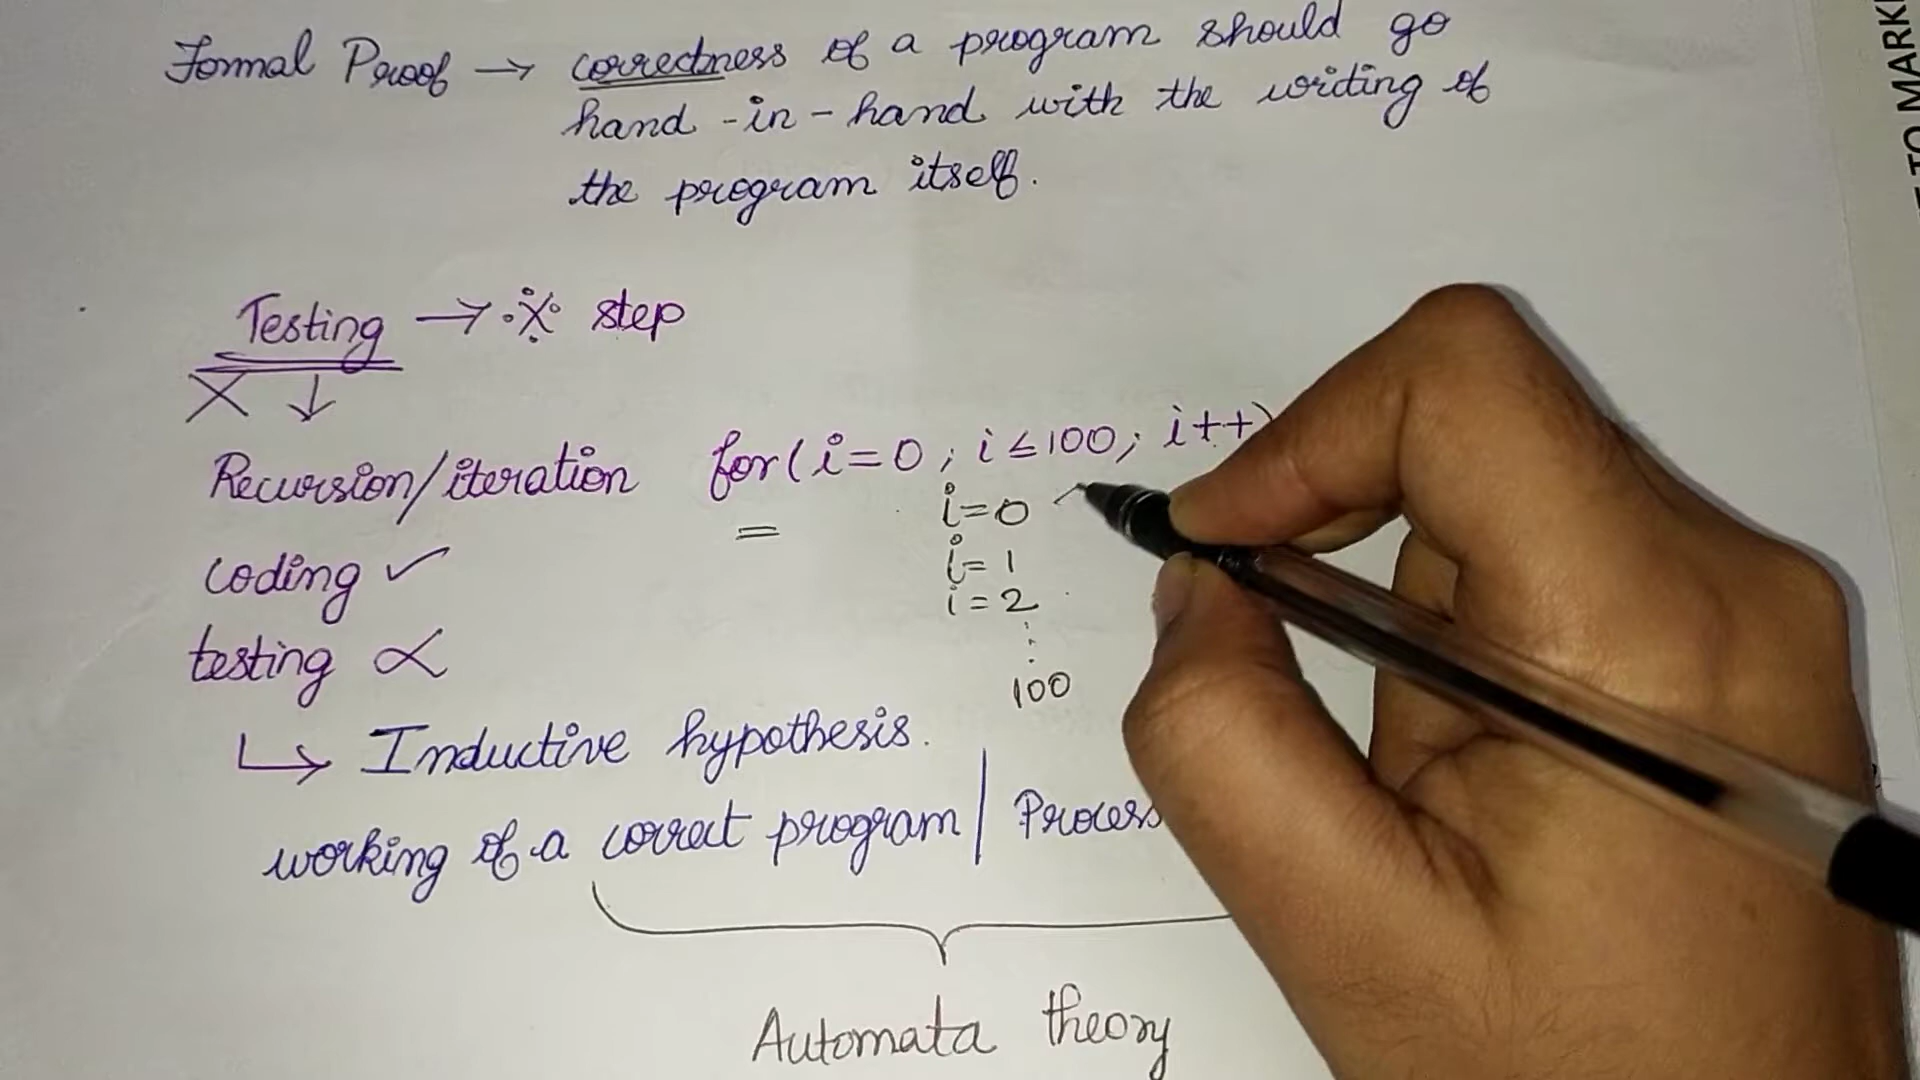 Formal Proof → correctness of a program should go
hand-in-hand with the writing of
the program itself.
Testing → step
X ↓
Recursion/iteration for(i=0; i≤100; i++)
=
i=0
i=1
i=2
100
coding ✓
testing
↳ Inductive hypothesis.
working of a correct program | Process
Automata theory
TO MARK